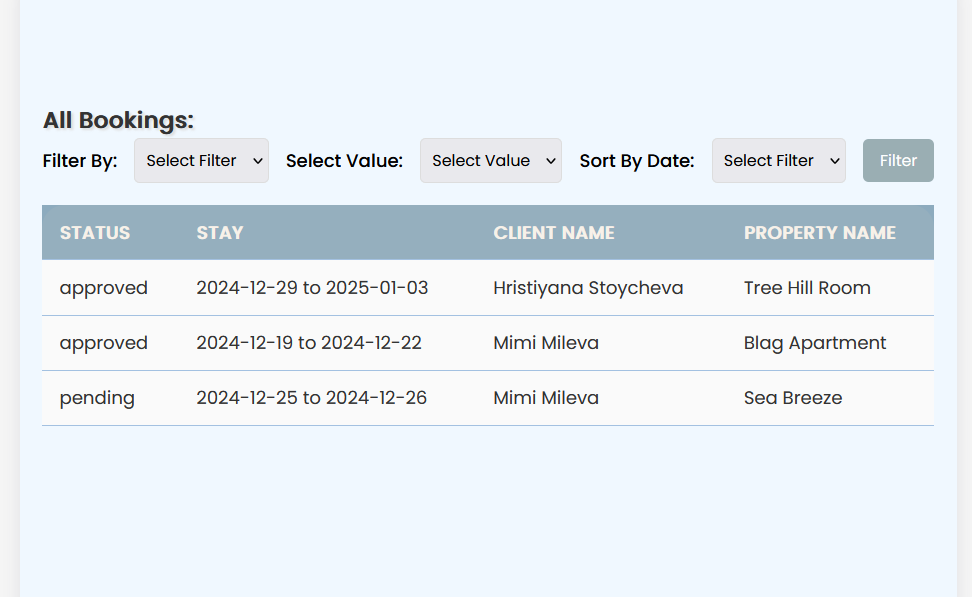 All Bookings:
Filter By: Select Filter Select Value: Select Value Sort By Date: Select Filter Filter
STATUS STAY CLIENT NAME PROPERTY NAME
approved 2024-12-29 to 2025-01-03 Hristiyana Stoycheva Tree Hill Room
approved 2024-12-19 to 2024-12-22 Mimi Mileva Blag Apartment
pending 2024-12-25 to 2024-12-26 Mimi Mileva Sea Breeze